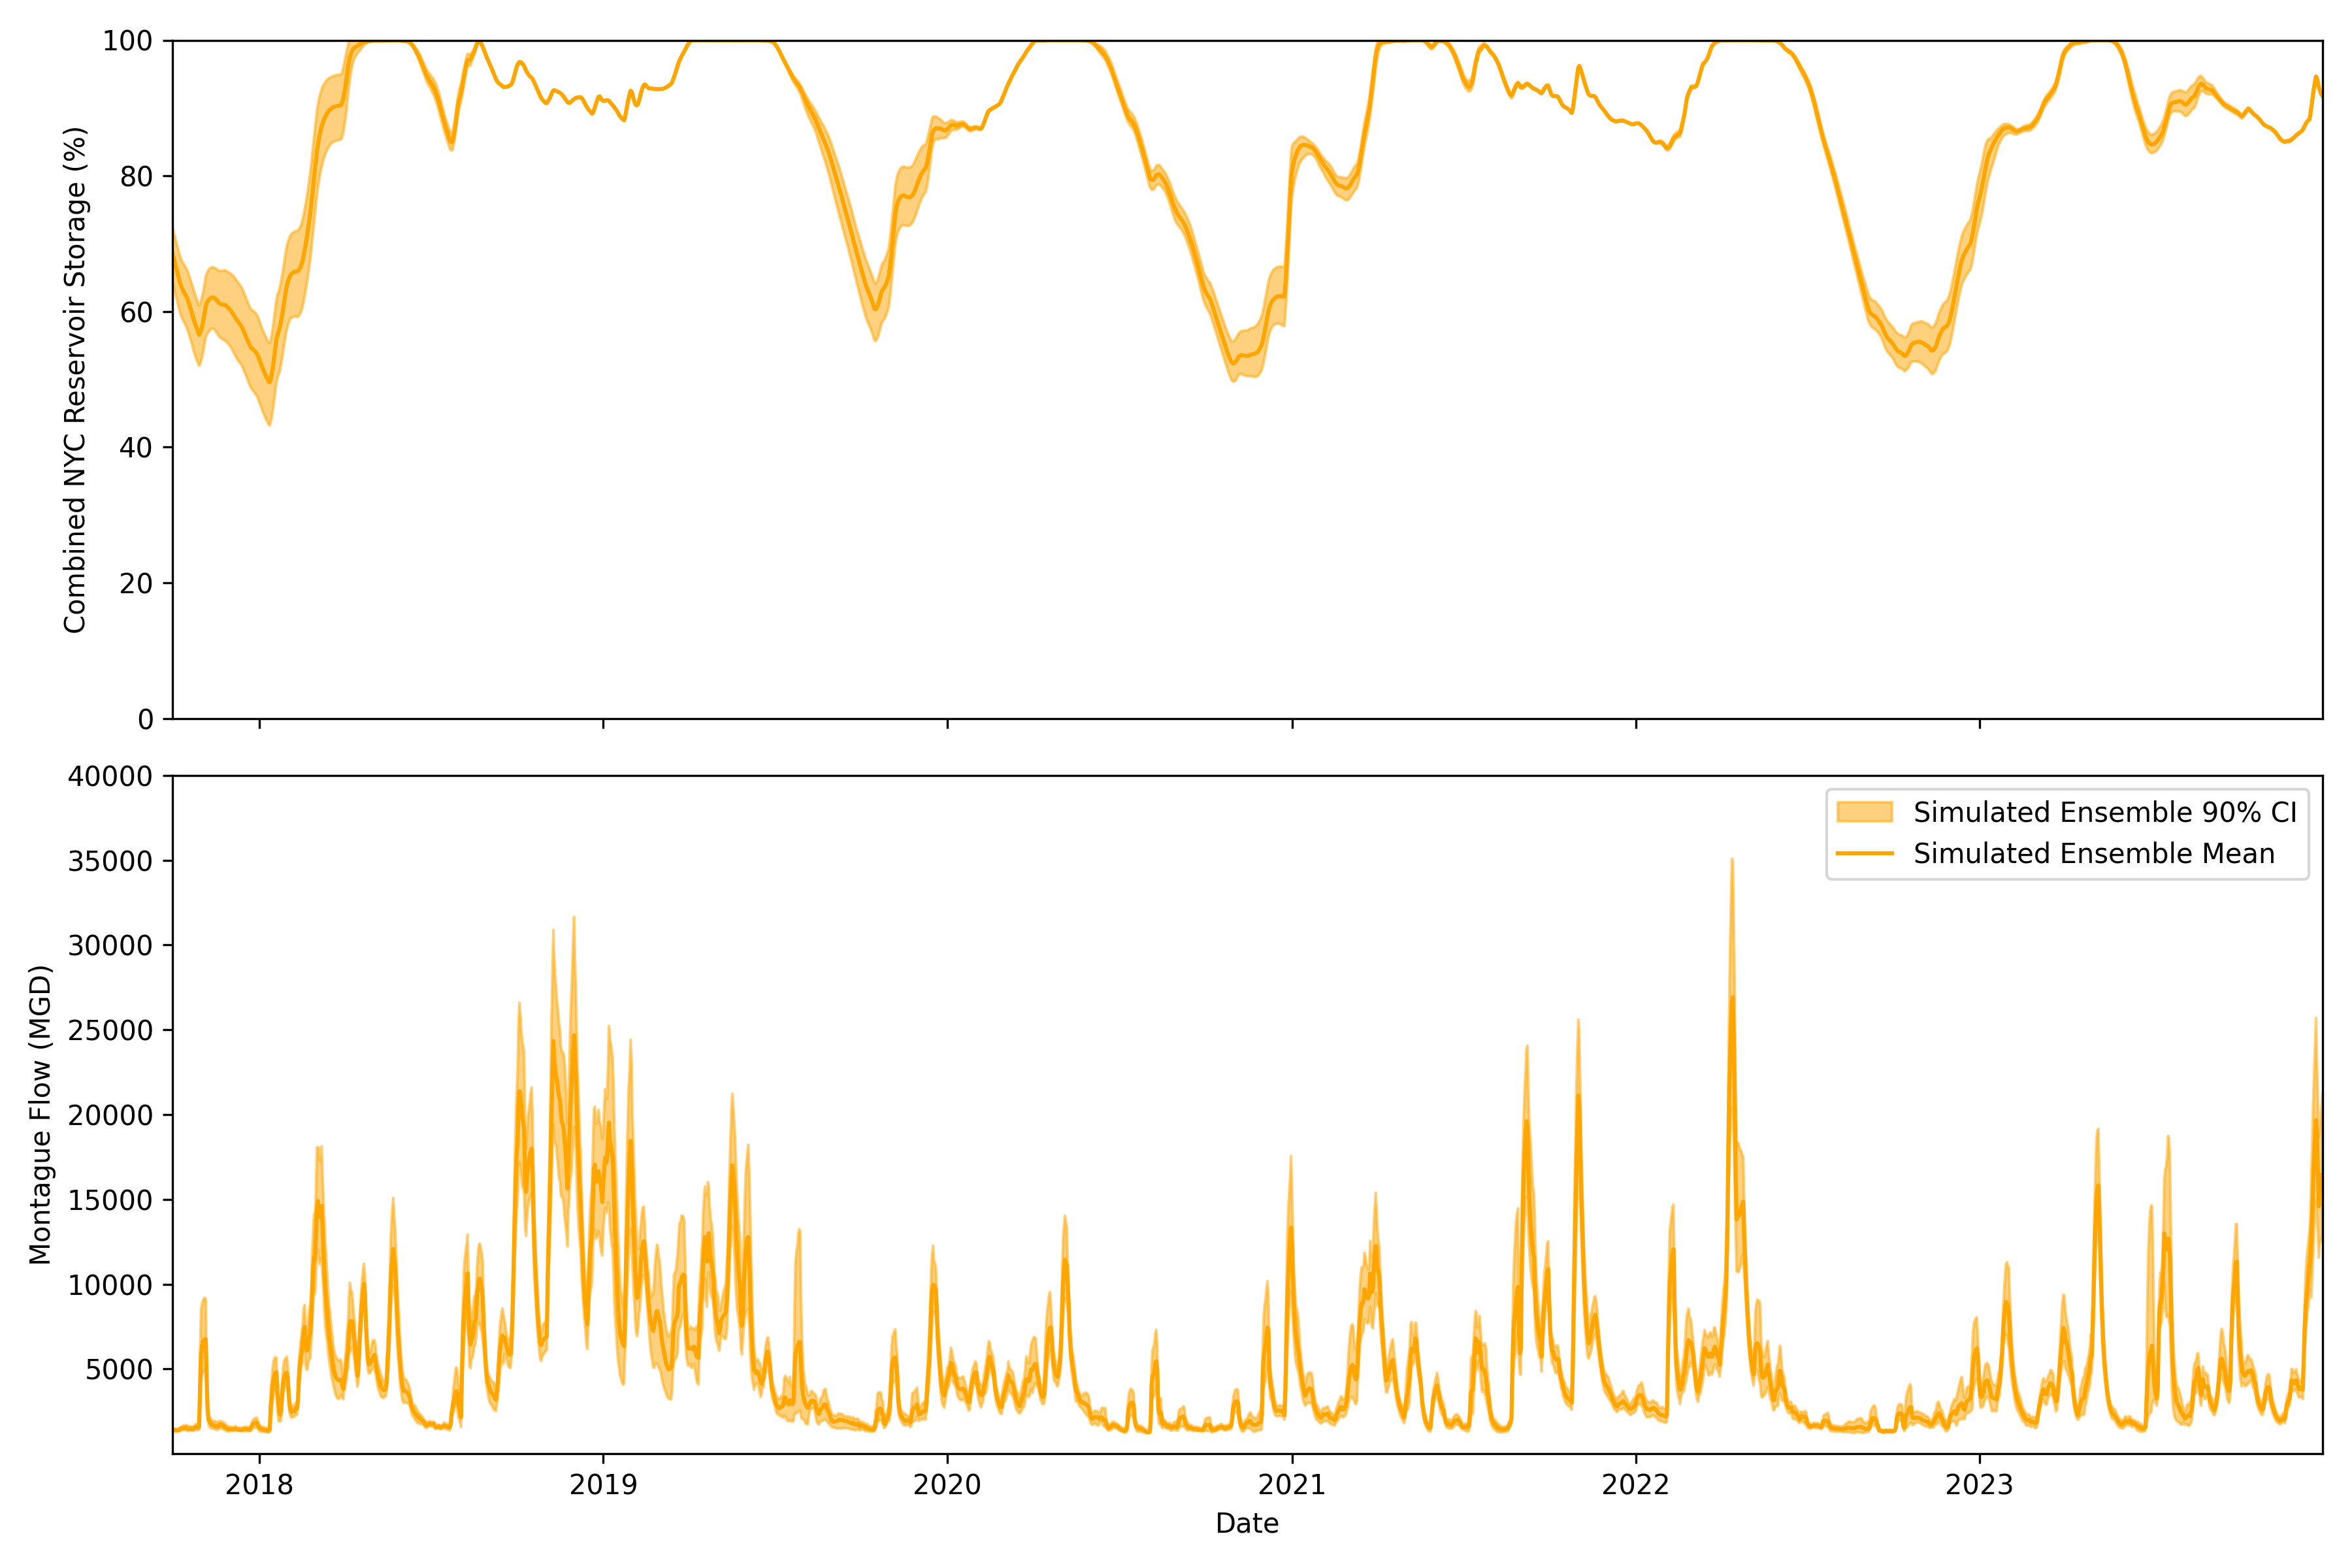 Combined NYC Reservoir Storage (%)
100
80
60
40
20
0
Montague Flow (MGD)
40000
35000
30000
25000
20000
15000
10000
5000
Simulated Ensemble 90% CI
Simulated Ensemble Mean
2018 2019 2020 2021 2022 2023
Date